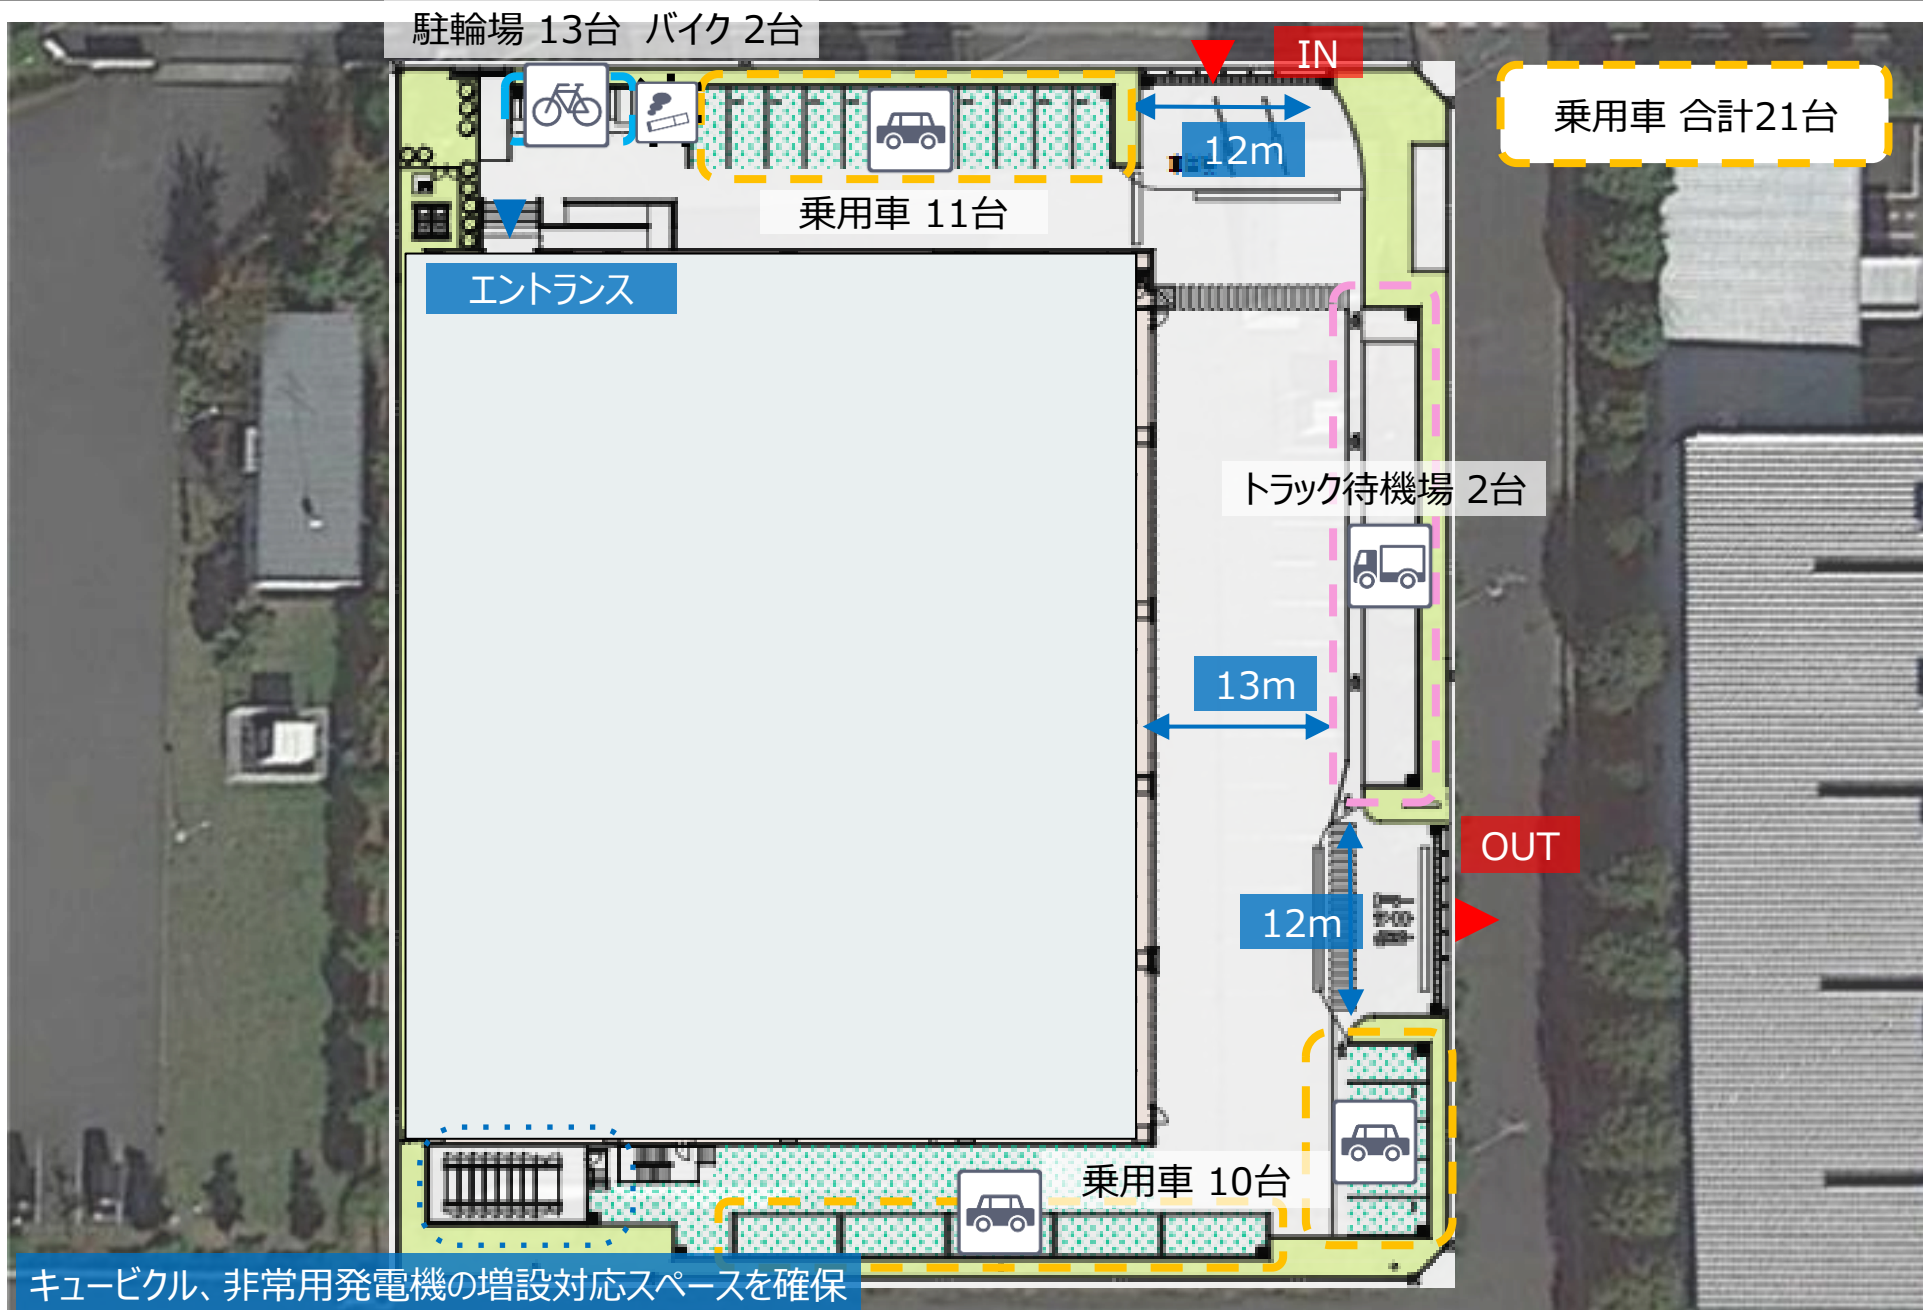 駐輪場 13台 バイク 2台
IN
乗用車 合計21台
12m
乗用車 11台
エントランス
トラック待機場 2台
13m
OUT
12m
乗用車 10台
キュービクル、非常用発電機の増設対応スペースを確保